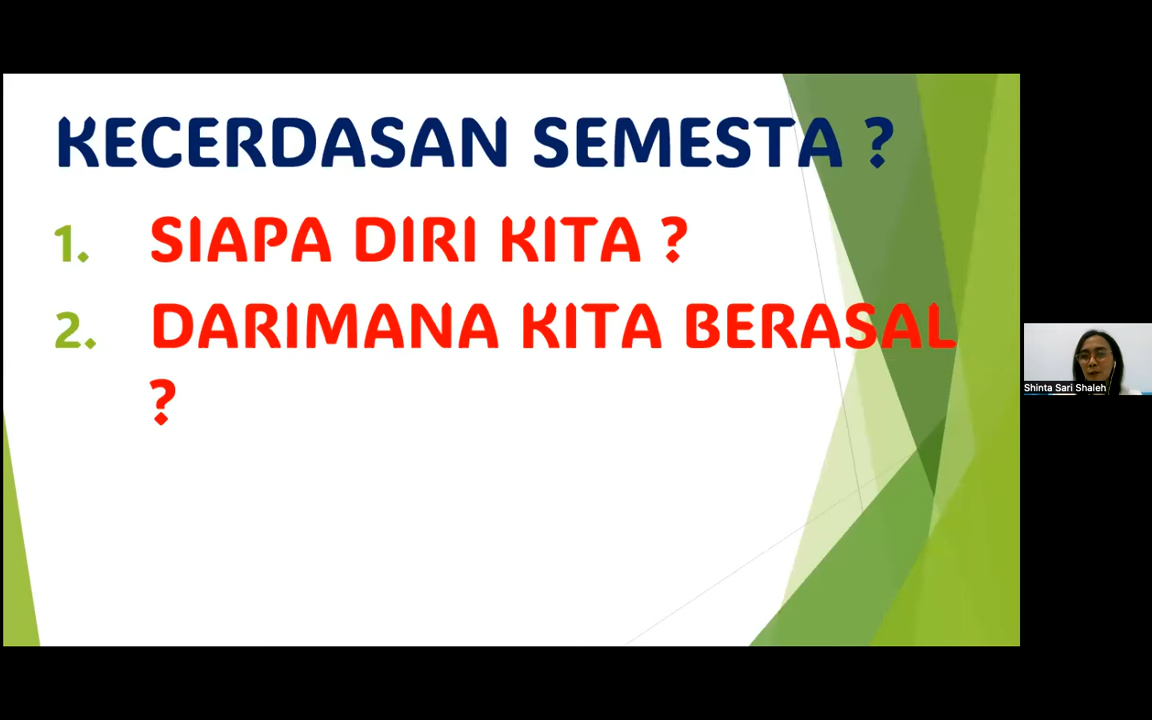 KECERDASAN SEMESTA ?
1. SIAPA DIRI KITA ?
2. DARIMANA KITA BERASAL
?
Shinta Sari Shaleh